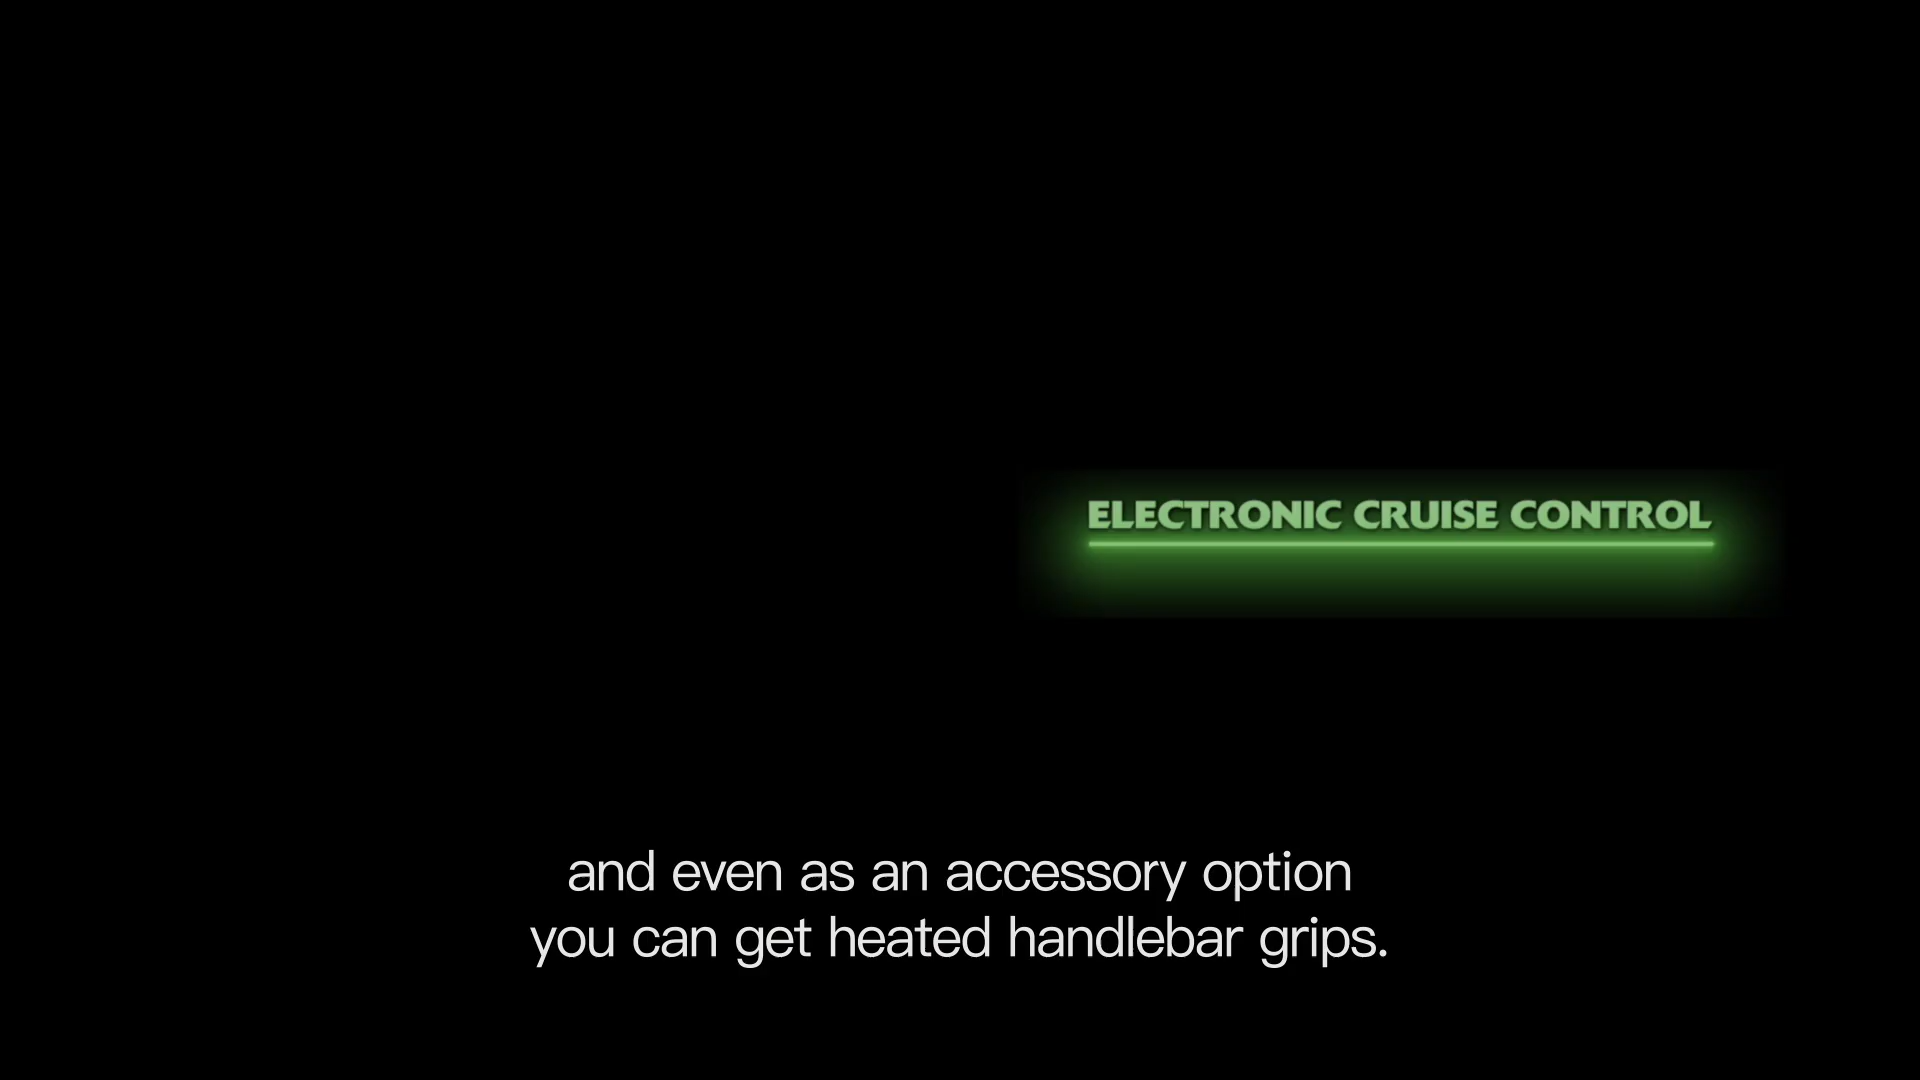 ELECTRONIC CRUISE CONTROL
and even as an accessory option
you can get heated handlebar grips.